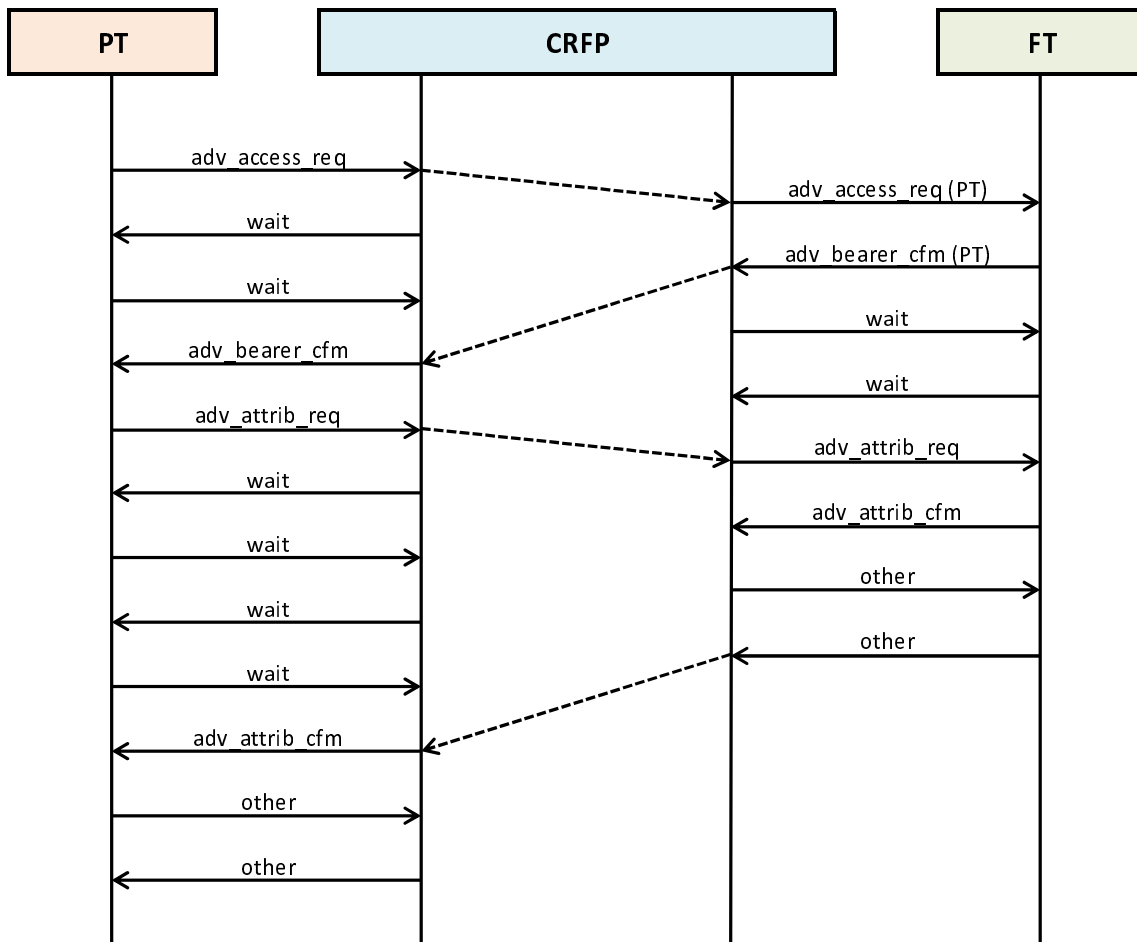 PT
CRFP
FT
adv_access_req
adv_access_req (PT)
wait
adv_bearer_cfm (PT)
wait
wait
adv_bearer_cfm
wait
adv_attrib_req
adv_attrib_req
wait
adv_attrib_cfm
wait
other
wait
other
wait
adv_attrib_cfm
other
other